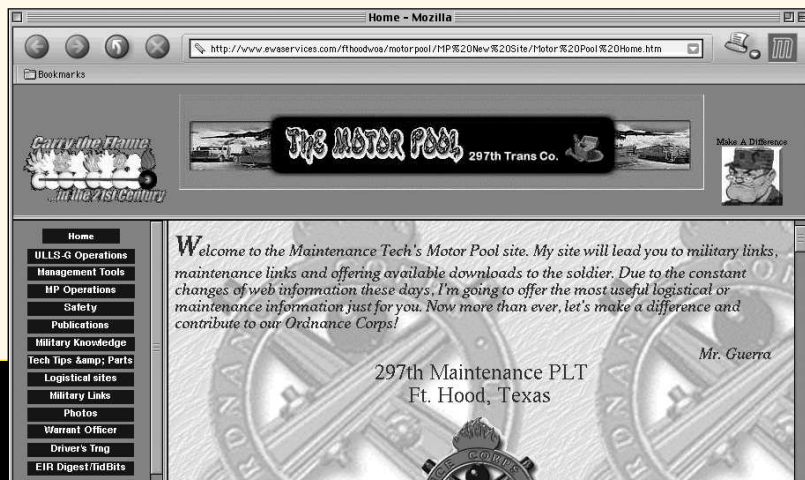 Home - Mozilla
http://www.ewaservices.com/fthoodwoa/motorpool/MP%20New%20Site/Motor%20Pool%20Home.htm
Bookmarks
Carry the Flame
...in the 21st Century
THE MOTOR POOL 297th Trans Co.
Make A Difference
Home
ULLS-G Operations
Management Tools
MP Operations
Safety
Publications
Military Knowledge
Tech Tips &amp; Parts
Logistical sites
Military Links
Photos
Warrant Officer
Driver's Trng
EIR Digest/TidBits
Welcome to the Maintenance Tech's Motor Pool site. My site will lead you to military links,
maintenance links and offering available downloads to the soldier. Due to the constant
changes of web information these days, I'm going to offer the most useful logistical or
maintenance information just for you. Now more than ever, let's make a difference and
contribute to our Ordnance Corps!
Mr. Guerra
297th Maintenance PLT
Ft. Hood, Texas
CE CORPS